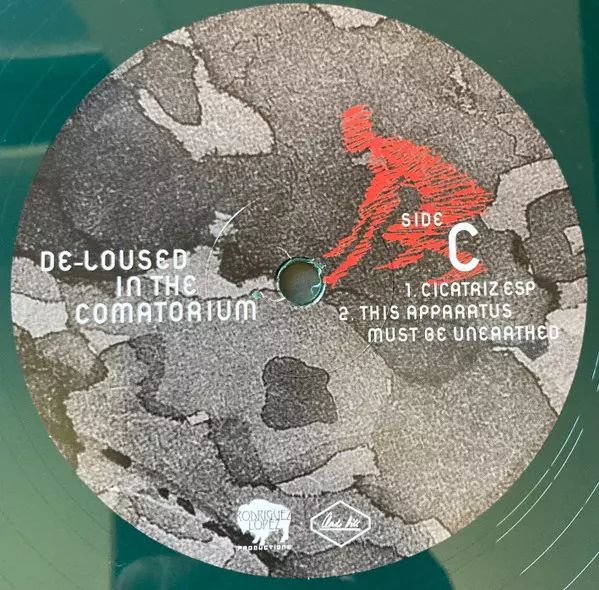 DE-LOUSED
IN THE
COMATORIUM
SIDE
C
1. CICATRIZ ESP
2. THIS APPARATUS
MUST BE UNEARTHED
RODRIGUEZ
LOPEZ
PRODUCTIONS